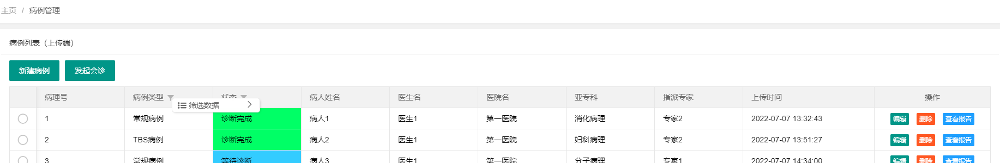 主页 / 病例管理
病例列表（上传端）
新建病例 发起会诊
病理号 病例类型 状态 病人姓名 医生名 医院名 亚专科 指派专家 上传时间 操作
筛选数据
1 常规病例 诊断完成 病人1 医生1 第一医院 消化病理 专家2 2022-07-07 13:32:43 编辑 删除 查看报告
2 TBS病例 诊断完成 病人2 医生1 第一医院 妇科病理 专家2 2022-07-07 13:51:27 编辑 删除 查看报告
3 常规病例 等待诊断 病人3 医生1 第一医院 分子病理 专家1 2022-07-07 14:34:00 编辑 删除 查看报告